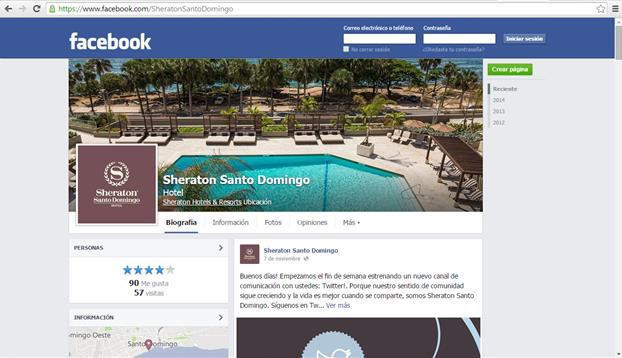 https://www.facebook.com/SheratonSantoDomingo
facebook
Correo electrónico o teléfono
Contraseña
Iniciar sesión
No cerrar sesión
¿Olvidaste tu contraseña?
Crear página
Reciente
2014
2013
2012
Sheraton
Santo Domingo
HOTEL
Sheraton Santo Domingo
Hotel
Sheraton Hotels & Resorts Ubicación
Biografía
Información
Fotos
Opiniones
Más
PERSONAS
90 Me gusta
57 visitas
INFORMACIÓN
mingo Oeste
Santo Domingo
Sheraton Santo Domingo
7 de noviembre
Buenos días! Empezamos el fin de semana estrenando un nuevo canal de
comunicación con ustedes: Twitter!. Porque nuestro sentido de comunidad
sigue creciendo y la vida es mejor cuando se comparte, somos Sheraton Santo
Domingo. Síguenos en Tw... Ver más